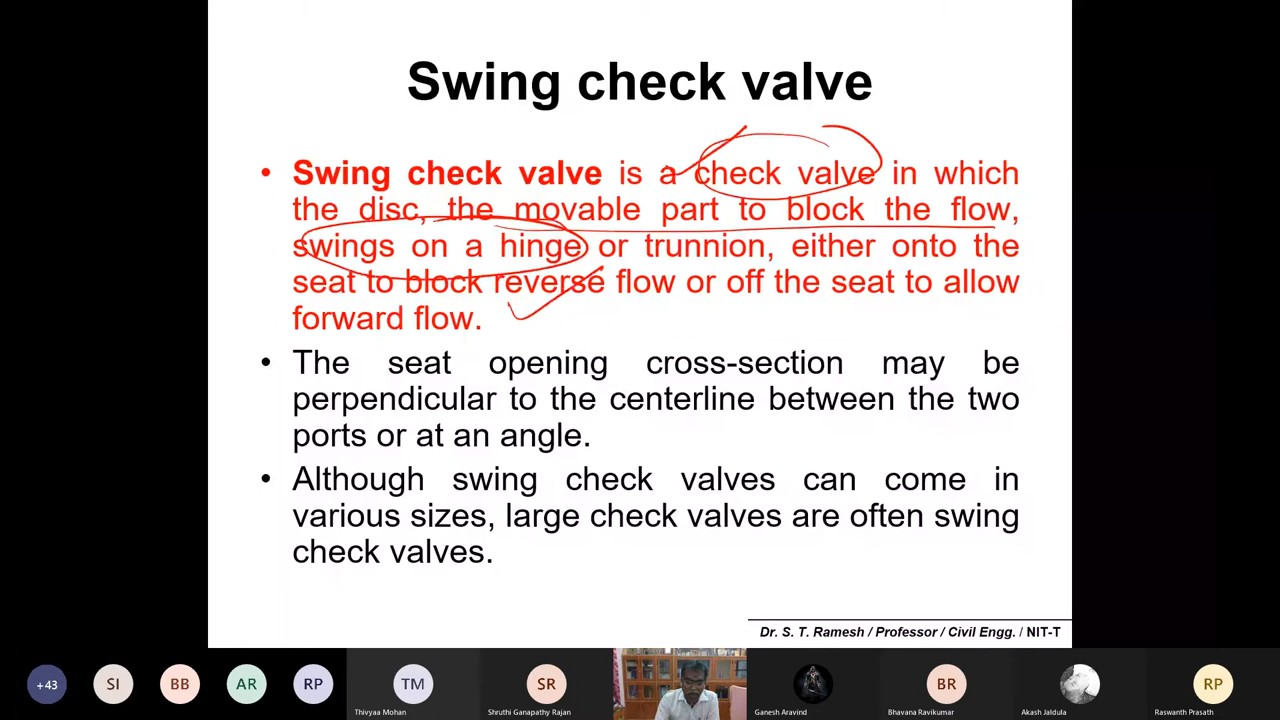 Swing check valve
• Swing check valve is a check valve in which
the disc, the movable part to block the flow,
swings on a hinge or trunnion, either onto the
seat to block reverse flow or off the seat to allow
forward flow.
• The seat opening cross-section may be
perpendicular to the centerline between the two
ports or at an angle.
• Although swing check valves can come in
various sizes, large check valves are often swing
check valves.
Dr. S. T. Ramesh / Professor / Civil Engg. / NIT-T
+43 SI BB AR RP TM SR BR RP
Thivyaa Mohan Shruthi Ganapathy Rajan Ganesh Aravind Bhavana Ravikumar Akash Jaldula Raswanth Prasath